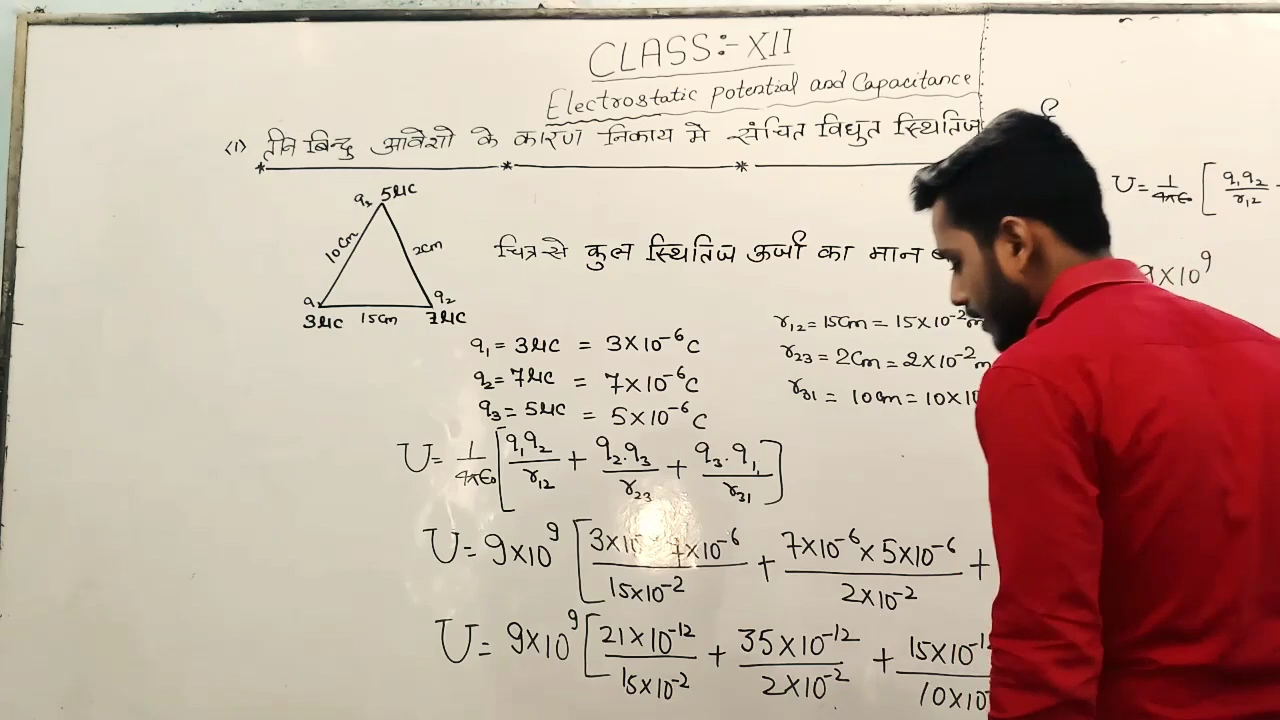 CLASS:- XII
Electrostatic potential and Capacitance
(1) तीन बिन्दु आवेशो के कारण निकाय मे संचित विद्युत स्थितिज
q₃ 5μC
10cm
2cm
q₁
q₂
3μC
15cm
7μC
चित्र से कुल स्थितिज ऊर्जा का मान
q₁ = 3μC = 3×10⁻⁶C
q₂ = 7μC = 7×10⁻⁶C
q₃ = 5μC = 5×10⁻⁶C
r₁₂ = 15cm = 15×10⁻²m
r₂₃ = 2cm = 2×10⁻²m
r₃₁ = 10cm = 10×10
U = 1/4πε₀ [ q₁q₂/r₁₂ + q₂.q₃/r₂₃ + q₃.q₁/r₃₁ ]
U = 9×10⁹ [ 3×10 7×10⁻⁶/15×10⁻² + 7×10⁻⁶×5×10⁻⁶/2×10⁻² +
U = 9×10⁹ [ 21×10⁻¹²/15×10⁻² + 35×10⁻¹²/2×10⁻² + 15×10⁻¹/10×10
U = 1/4πε₀ [ q₁q₂/r₁₂
9×10⁹